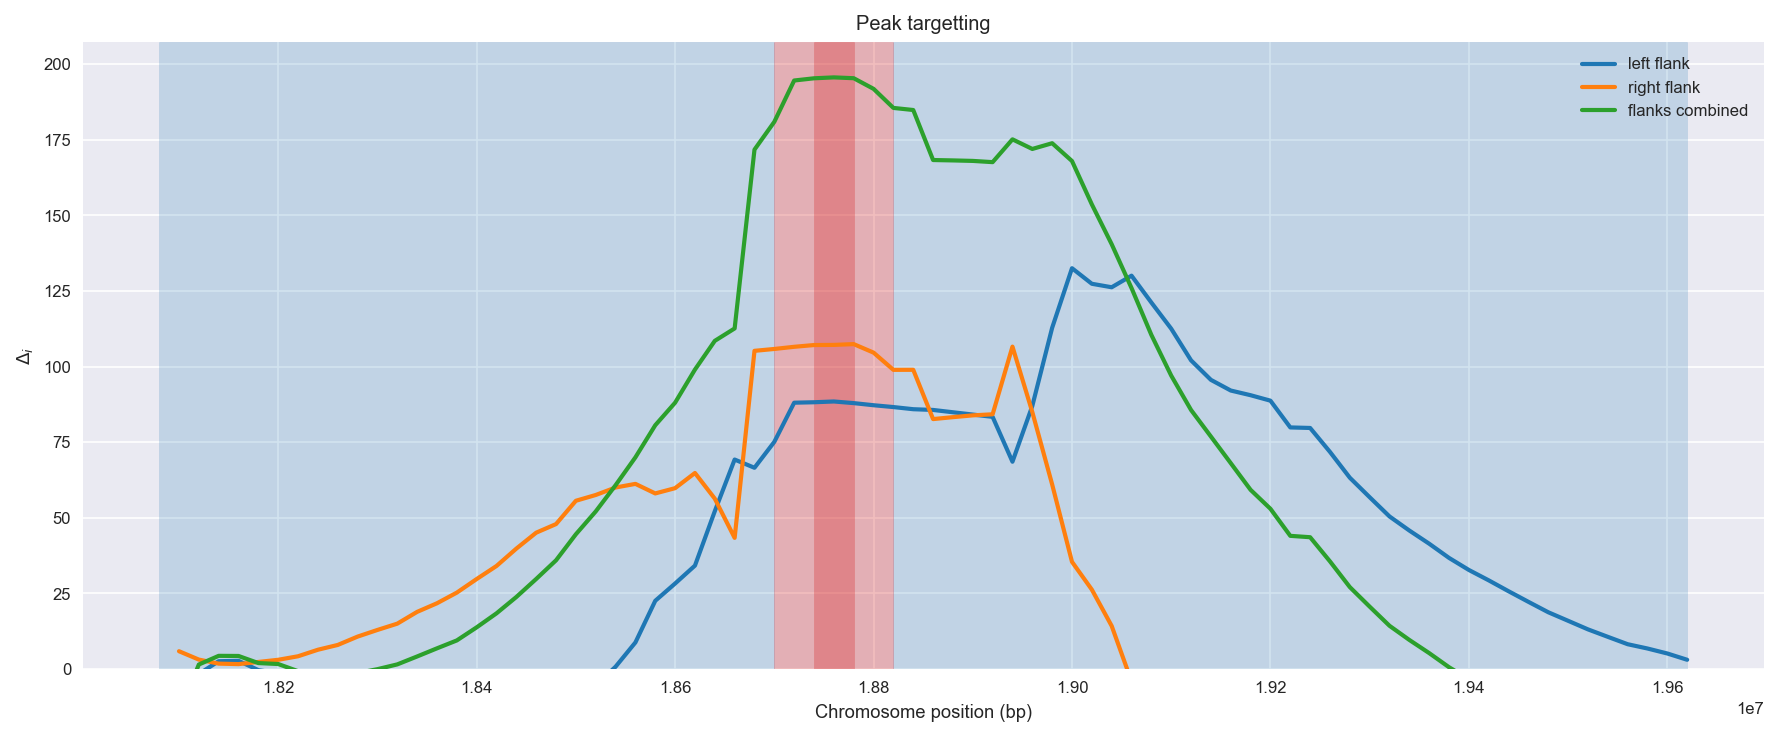 Peak targetting
200
175
150
125
100
75
50
25
0
Δi
left flank
right flank
flanks combined
1.82 1.84 1.86 1.88 1.90 1.92 1.94 1.96
1e7
Chromosome position (bp)